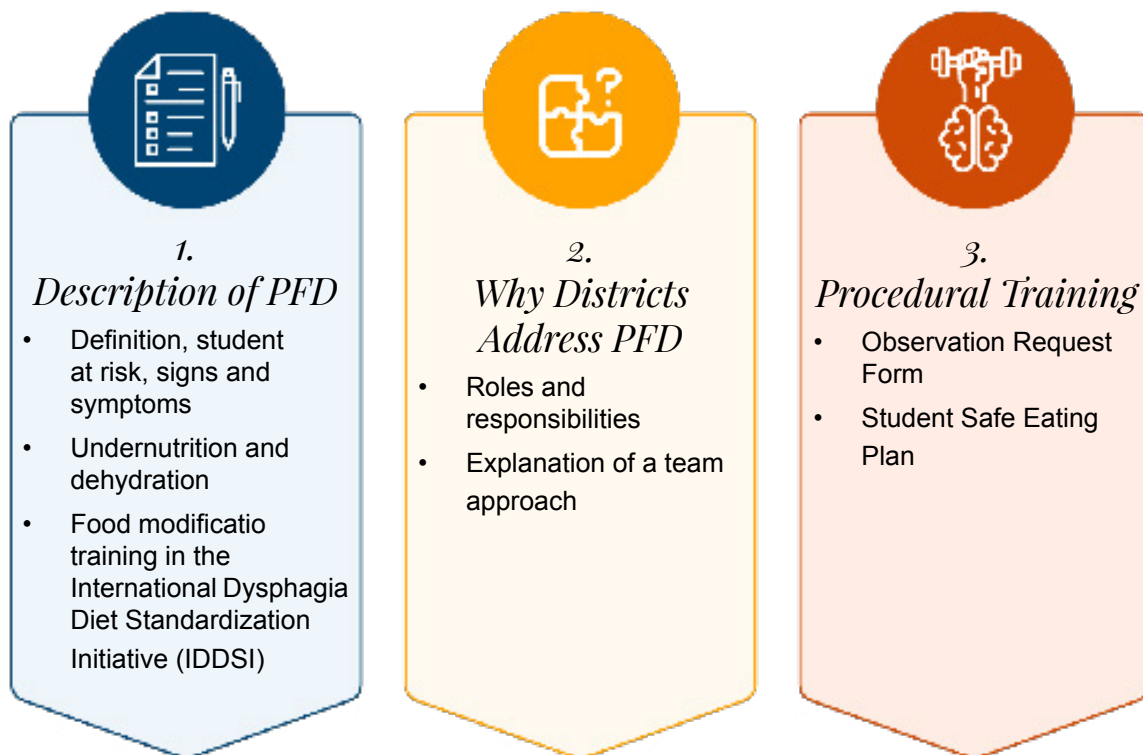 1.
Description of PFD
• Definition, student
at risk, signs and
symptoms
• Undernutrition and
dehydration
• Food modificatio
training in the
International Dysphagia
Diet Standardization
Initiative (IDDSI)
2.
Why Districts
Address PFD
• Roles and
responsibilities
• Explanation of a team
approach
3.
Procedural Training
• Observation Request
Form
• Student Safe Eating
Plan